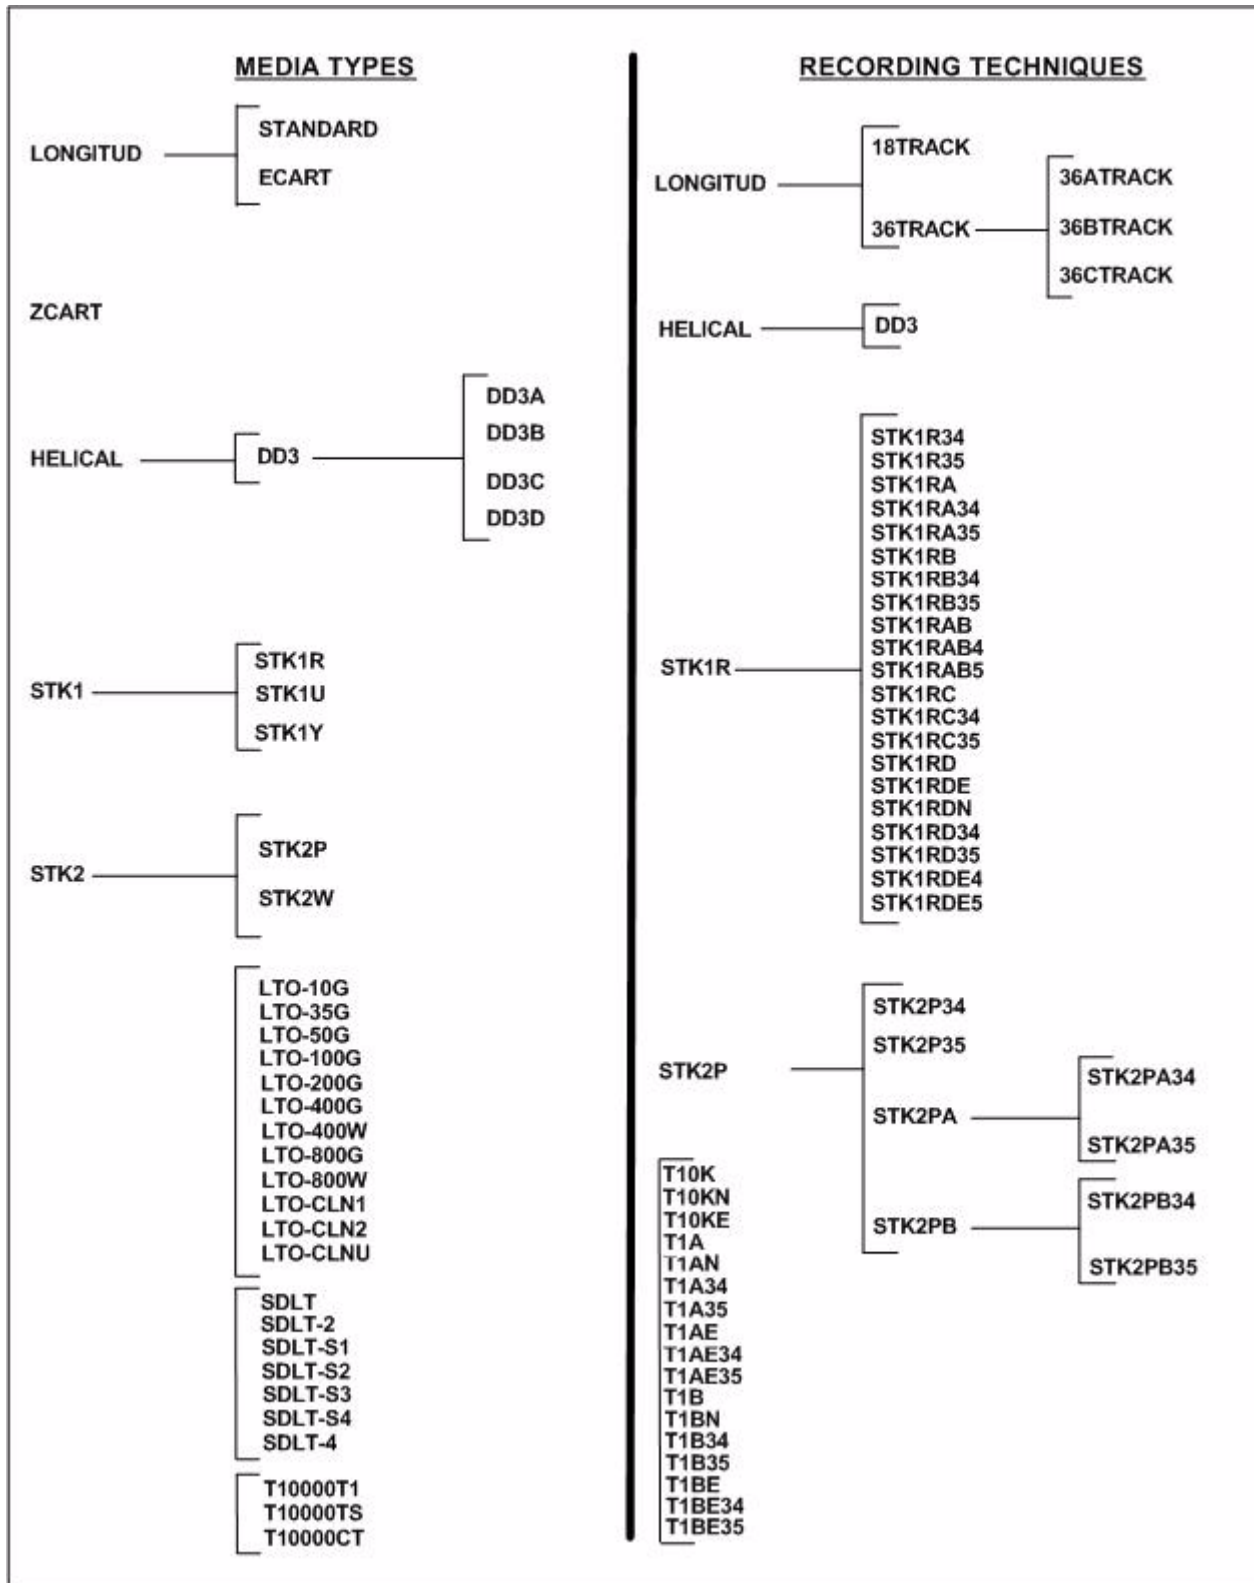 MEDIA TYPES
LONGITUD
STANDARD
ECART
ZCART
HELICAL
DD3
DD3A
DD3B
DD3C
DD3D
STK1
STK1R
STK1U
STK1Y
STK2
STK2P
STK2W
LTO-10G
LTO-35G
LTO-50G
LTO-100G
LTO-200G
LTO-400G
LTO-400W
LTO-800G
LTO-800W
LTO-CLN1
LTO-CLN2
LTO-CLNU
SDLT
SDLT-2
SDLT-S1
SDLT-S2
SDLT-S3
SDLT-S4
SDLT-4
T10000T1
T10000TS
T10000CT
RECORDING TECHNIQUES
LONGITUD
18TRACK
36TRACK
36ATRACK
36BTRACK
36CTRACK
HELICAL
DD3
STK1R
STK1R34
STK1R35
STK1RA
STK1RA34
STK1RA35
STK1RB
STK1RB34
STK1RB35
STK1RAB
STK1RAB4
STK1RAB5
STK1RC
STK1RC34
STK1RC35
STK1RD
STK1RDE
STK1RDN
STK1RD34
STK1RD35
STK1RDE4
STK1RDE5
STK2P
STK2P34
STK2P35
STK2PA
STK2PA34
STK2PA35
STK2PB
STK2PB34
STK2PB35
T10K
T10KN
T10KE
T1A
T1AN
T1A34
T1A35
T1AE
T1AE34
T1AE35
T1B
T1BN
T1B34
T1B35
T1BE
T1BE34
T1BE35